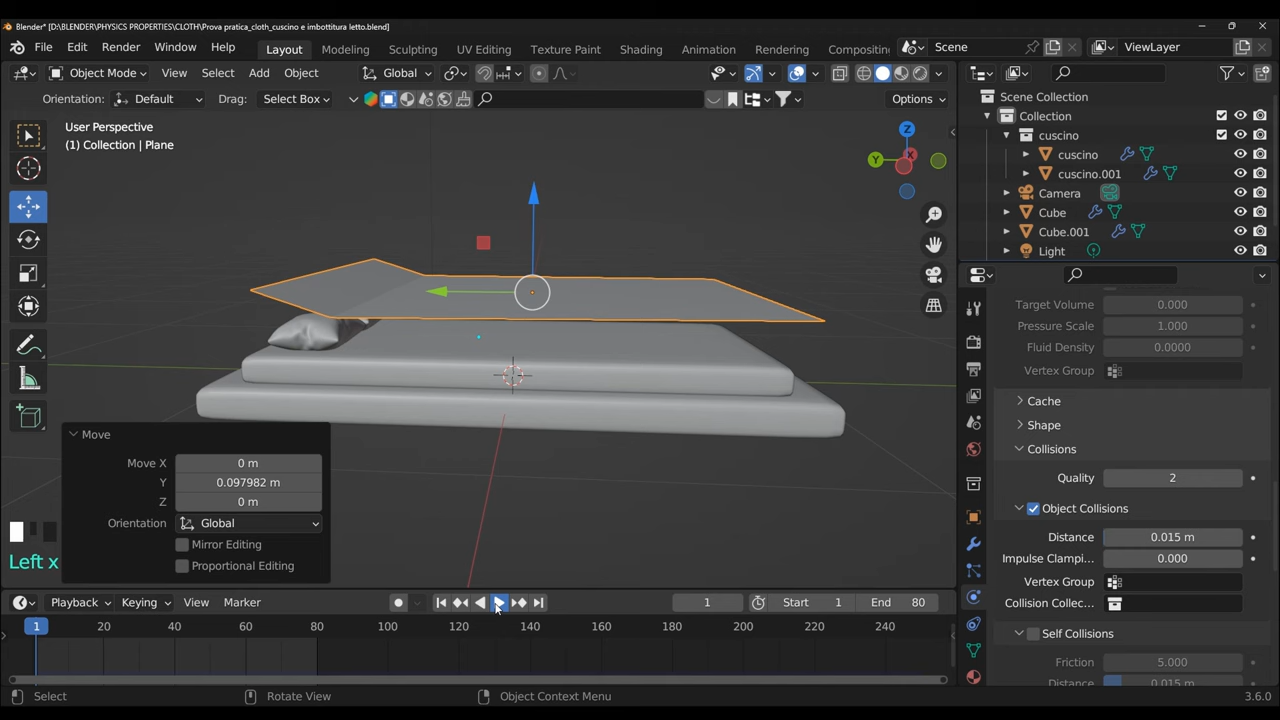 Blender* [D:\BLENDER\PHYSICS PROPERTIES\CLOTH\Prova pratica_cloth_cuscino e imbottitura letto.blend]
File Edit Render Window Help Layout Modeling Sculpting UV Editing Texture Paint Shading Animation Rendering Compositing Scene ViewLayer
Object Mode View Select Add Object Global
Orientation: Default Drag: Select Box Options
User Perspective
(1) Collection | Plane
Z
X
Y
Scene Collection
Collection
cuscino
cuscino
cuscino.001
Camera
Cube
Cube.001
Light
Target Volume 0.000
Pressure Scale 1.000
Fluid Density 0.0000
Vertex Group
Cache
Shape
Collisions
Quality 2
Object Collisions
Distance 0.015 m
Impulse Clampi... 0.000
Vertex Group
Collision Collec...
Self Collisions
Friction 5.000
Distance 0.015 m
Move
Move X 0 m
Y 0.097982 m
Z 0 m
Orientation Global
Mirror Editing
Proportional Editing
Left x
Playback Keying View Marker 1 Start 1 End 80
1 20 40 60 80 100 120 140 160 180 200 220 240
Select Rotate View Object Context Menu 3.6.0